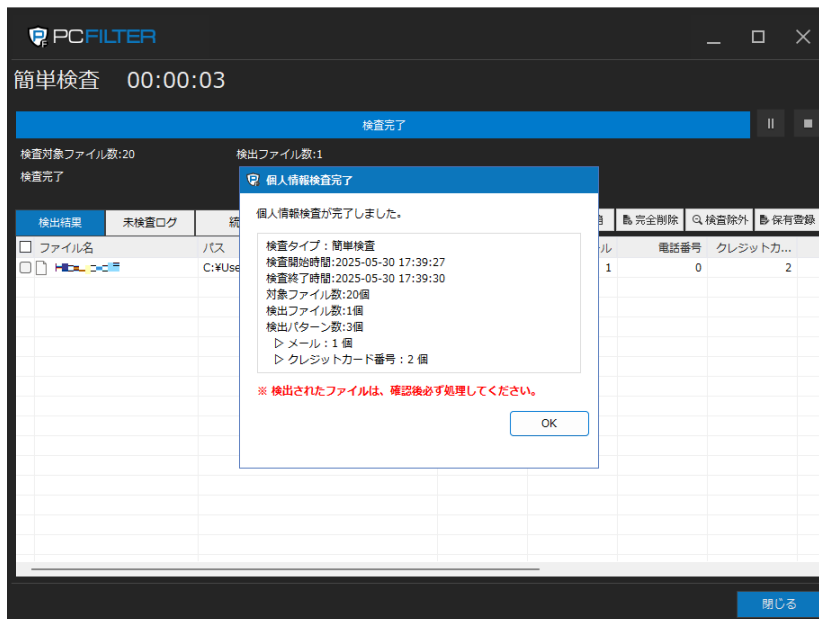 PCFILTER
簡単検査 00:00:03
検査完了
検査対象ファイル数:20 検出ファイル数:1
検査完了
検出結果 未検査ログ 統 完全削除 検査除外 保有登録
ファイル名 パス ル 電話番号 クレジットカ...
C:¥Use 1 0 2
個人情報検査完了
個人情報検査が完了しました。
検査タイプ : 簡単検査
検査開始時間:2025-05-30 17:39:27
検査終了時間:2025-05-30 17:39:30
対象ファイル数:20個
検出ファイル数:1個
検出パターン数:3個
▷ メール : 1 個
▷ クレジットカード番号 : 2 個
※ 検出されたファイルは、確認後必ず処理してください。
OK
閉じる